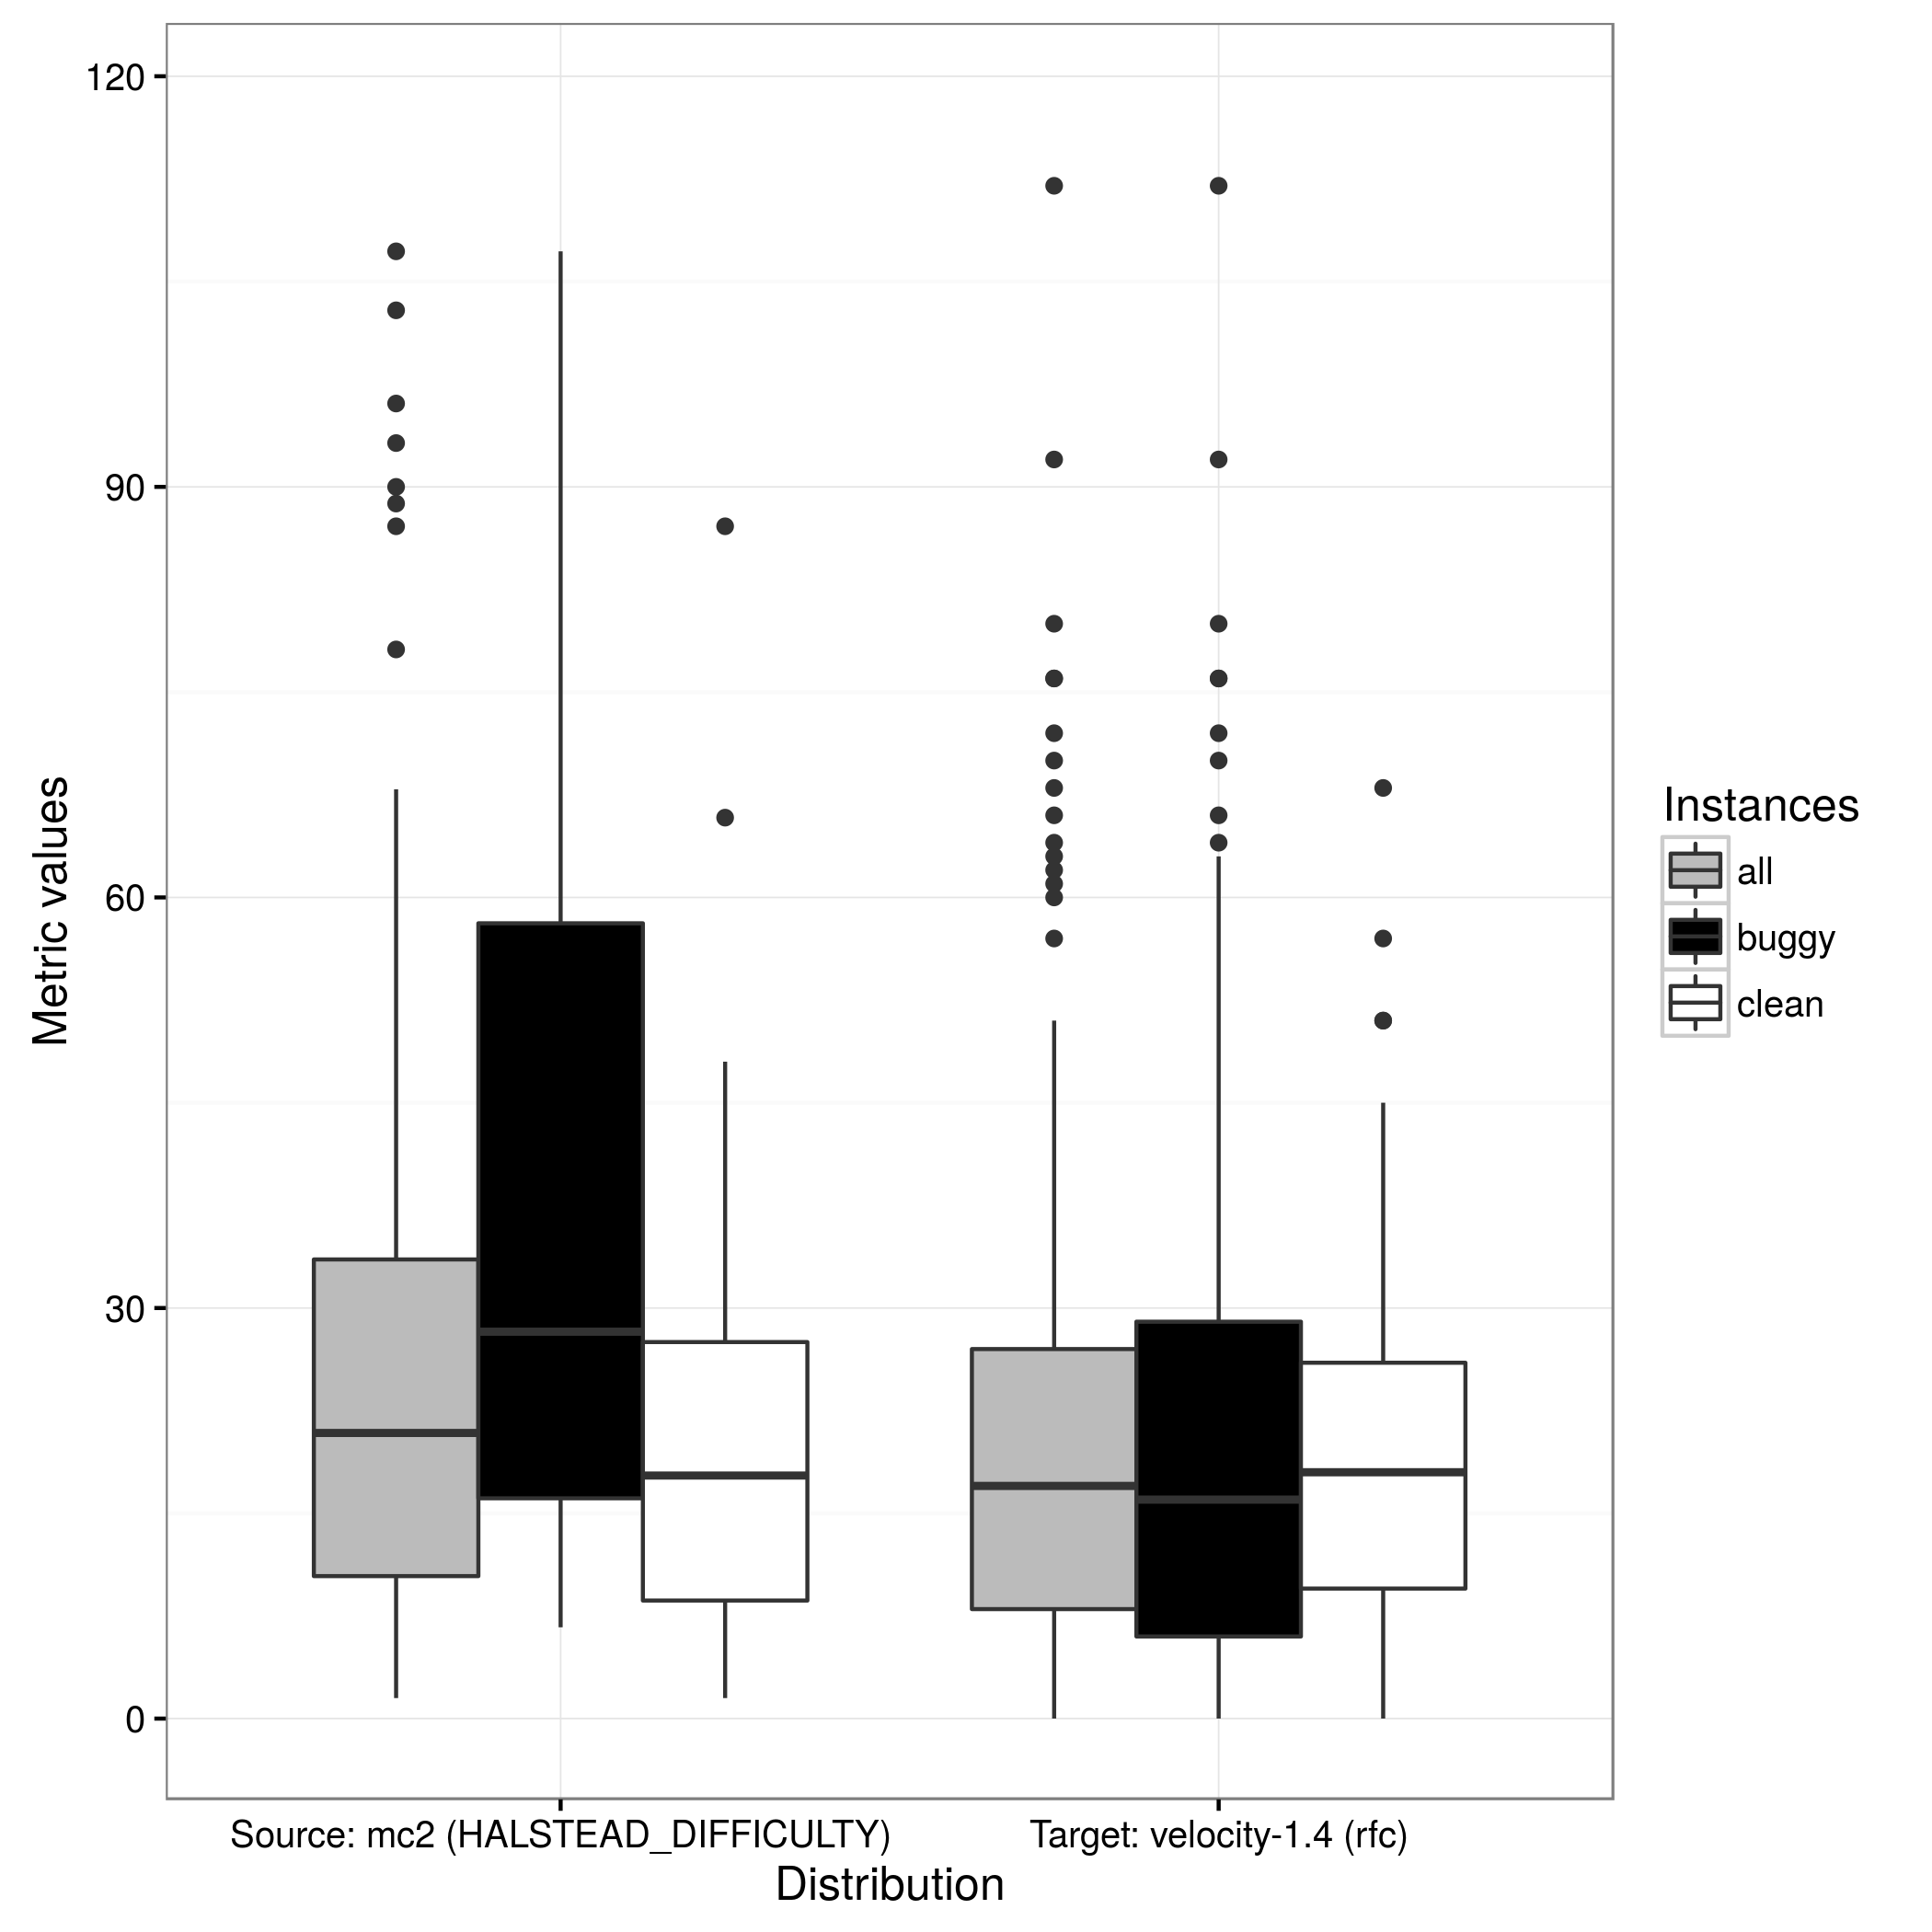 120
90
60
30
0
Metric values
Source: mc2 (HALSTEAD_DIFFICULTY)
Target: velocity-1.4 (rfc)
Distribution
Instances
all
buggy
clean